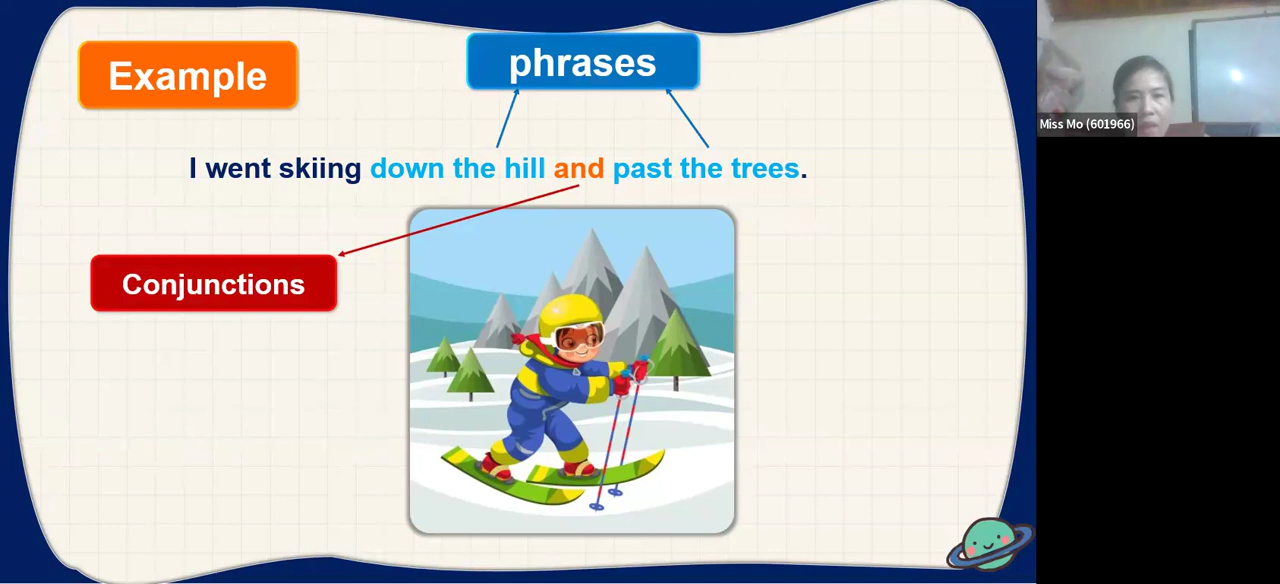 Example
phrases
I went skiing down the hill and past the trees.
Conjunctions
Miss Mo (601966)